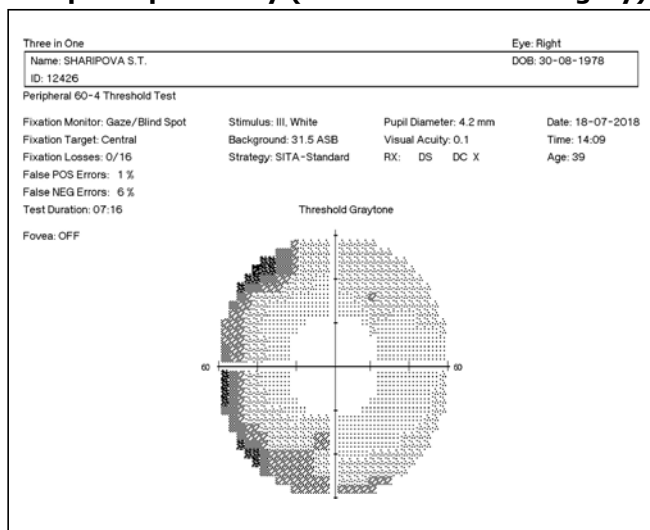 Three in One Eye: Right
Name: SHARIPOVA S.T. DOB: 30-08-1978
ID: 12426
Peripheral 60-4 Threshold Test
Fixation Monitor: Gaze/Blind Spot Stimulus: III, White Pupil Diameter: 4.2 mm Date: 18-07-2018
Fixation Target: Central Background: 31.5 ASB Visual Acuity: 0.1 Time: 14:09
Fixation Losses: 0/16 Strategy: SITA-Standard RX: DS DC X Age: 39
False POS Errors: 1 %
False NEG Errors: 6 %
Test Duration: 07:16 Threshold Graytone
Fovea: OFF
60 60